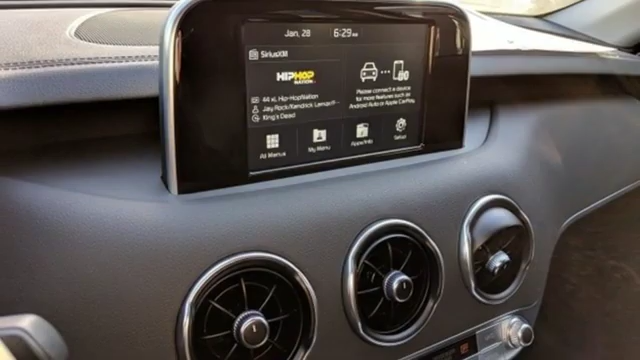 Jan, 28 6:29
SiriusXM
HIPHOP
NATION
44 xL Hip-HopNation
Jay Rock/Kendrick Lamar/F...
King's Dead
Please connect a device
for more features such as
Android Auto or Apple CarPlay.
All Menus My Menu Apps/Info Setup